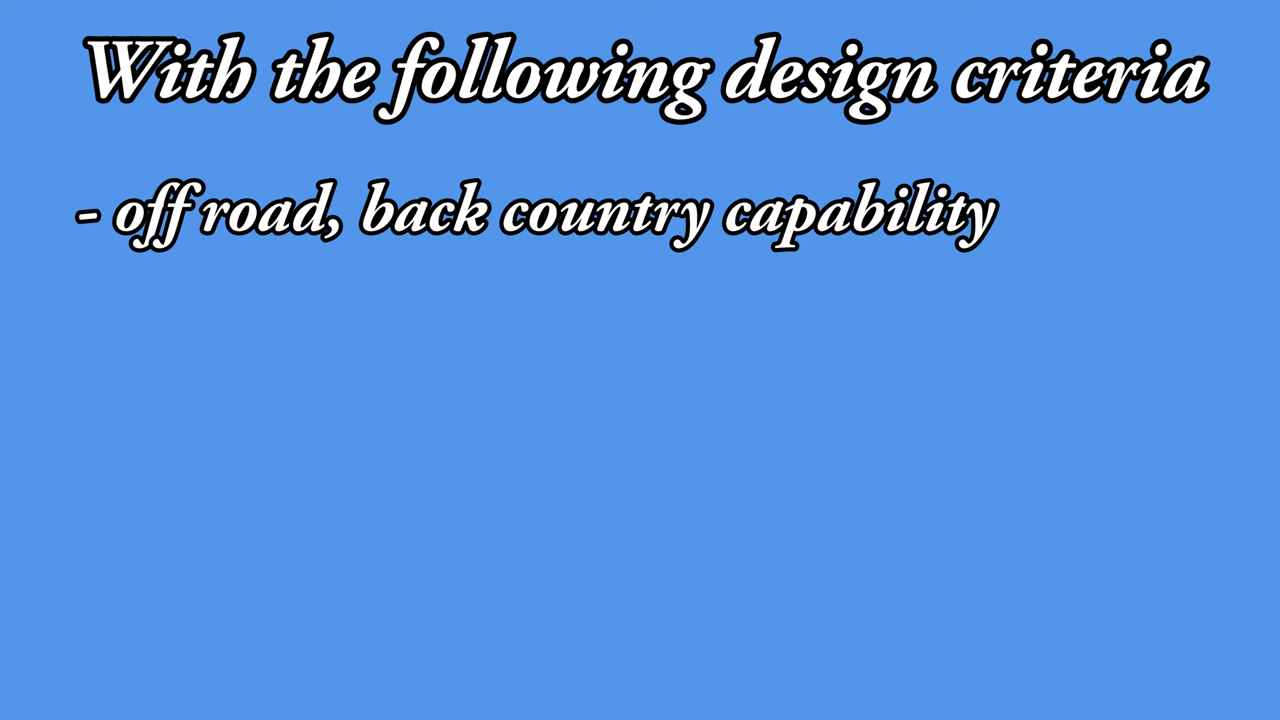 With the following design criteria
- off road, back country capability